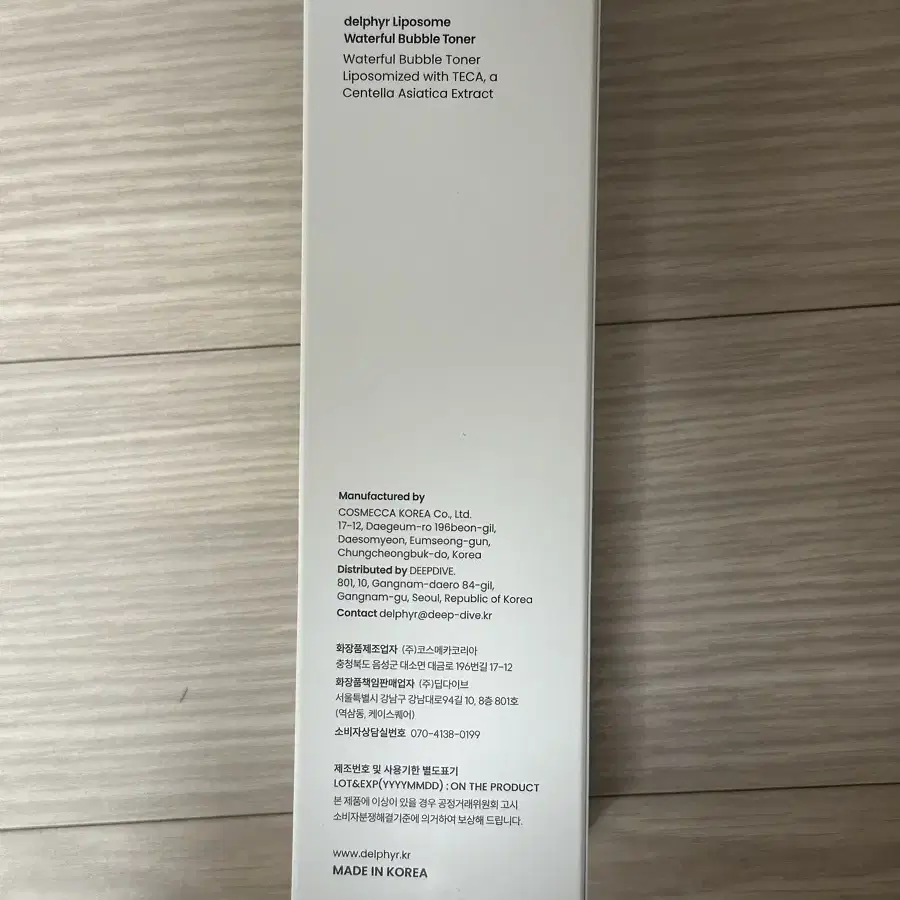 delphyr Liposome
Waterful Bubble Toner
Waterful Bubble Toner
Liposomized with TECA, a
Centella Asiatica Extract
Manufactured by
COSMECCA KOREA Co., Ltd.
17-12, Daegeum-ro 196beon-gil,
Daesomyeon, Eumseong-gun,
Chungcheongbuk-do, Korea
Distributed by DEEPDIVE.
801, 10, Gangnam-daero 84-gil,
Gangnam-gu, Seoul, Republic of Korea
Contact delphyr@deep-dive.kr
화장품제조업자 (주)코스메카코리아
충청북도 음성군 대소면 대금로 196번길 17-12
화장품책임판매업자 (주)딥다이브
서울특별시 강남구 강남대로94길 10, 8층 801호
(역삼동, 케이스퀘어)
소비자상담실번호 070-4138-0199
제조번호 및 사용기한 별도표기
LOT&EXP(YYYYMMDD) : ON THE PRODUCT
본 제품에 이상이 있을 경우 공정거래위원회 고시
소비자분쟁해결기준에 의거하여 보상해 드립니다.
www.delphyr.kr
MADE IN KOREA